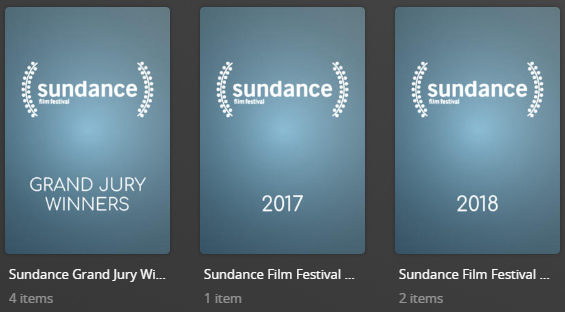 sundance
film festival
GRAND JURY
WINNERS
Sundance Grand Jury Wi...
4 items
sundance
film festival
2017
Sundance Film Festival ...
1 item
sundance
film festival
2018
Sundance Film Festival ...
2 items